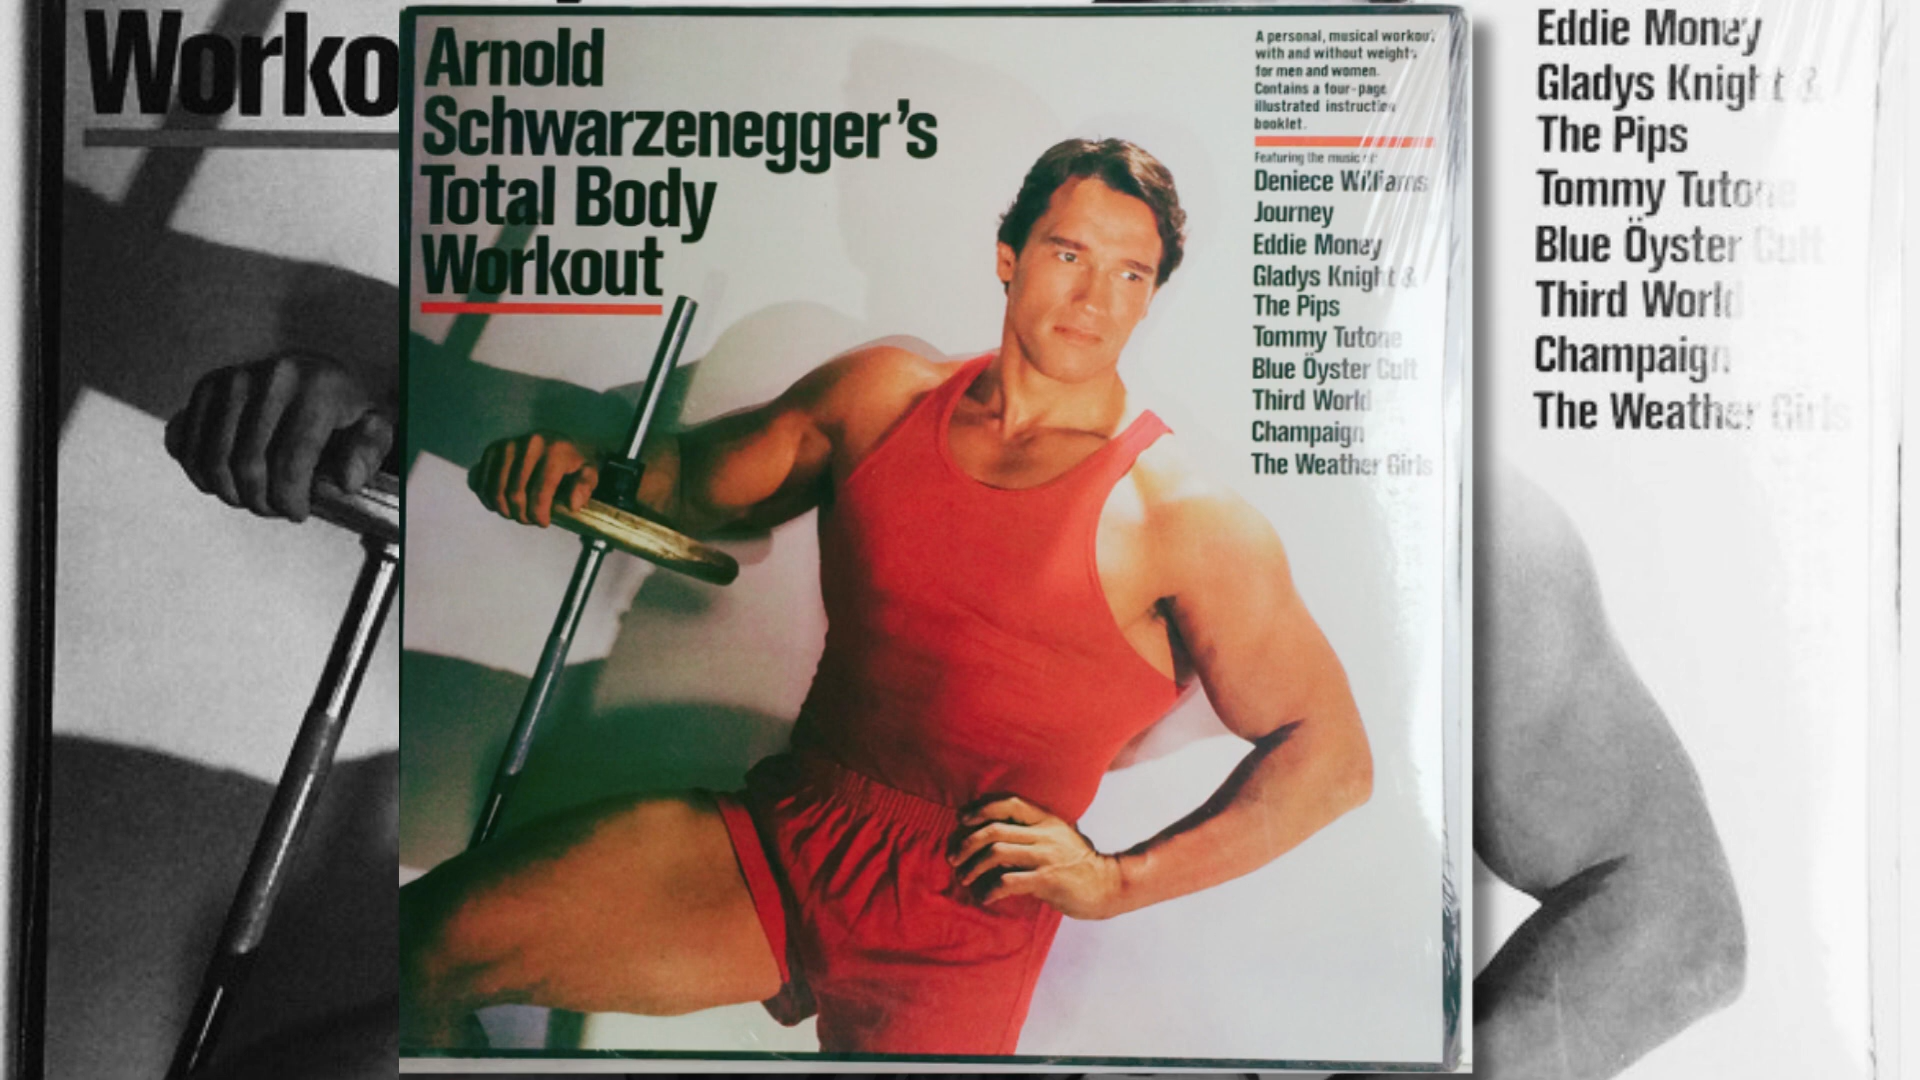 Worko
Arnold
Schwarzenegger's
Total Body
Workout
A personal, musical workout
with and without weights
for men and women.
Contains a four-page
illustrated instruction
booklet.
Featuring the music of:
Deniece Williams
Journey
Eddie Money
Gladys Knight &
The Pips
Tommy Tutone
Blue Öyster Cult
Third World
Champaign
The Weather Girls
Eddie Money
Gladys Knight &
The Pips
Tommy Tutone
Blue Öyster Cult
Third World
Champaign
The Weather Girls